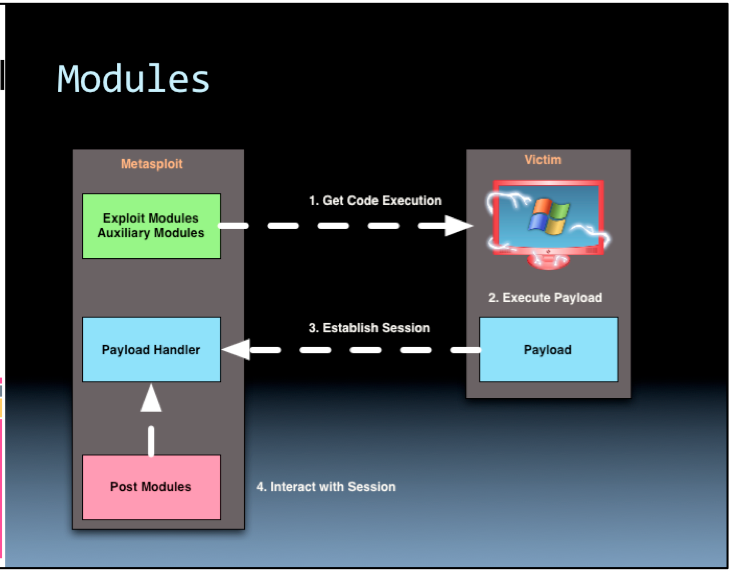 Modules
Metasploit
Victim
Exploit Modules
Auxiliary Modules
1. Get Code Execution
2. Execute Payload
Payload Handler
3. Establish Session
Payload
Post Modules
4. Interact with Session